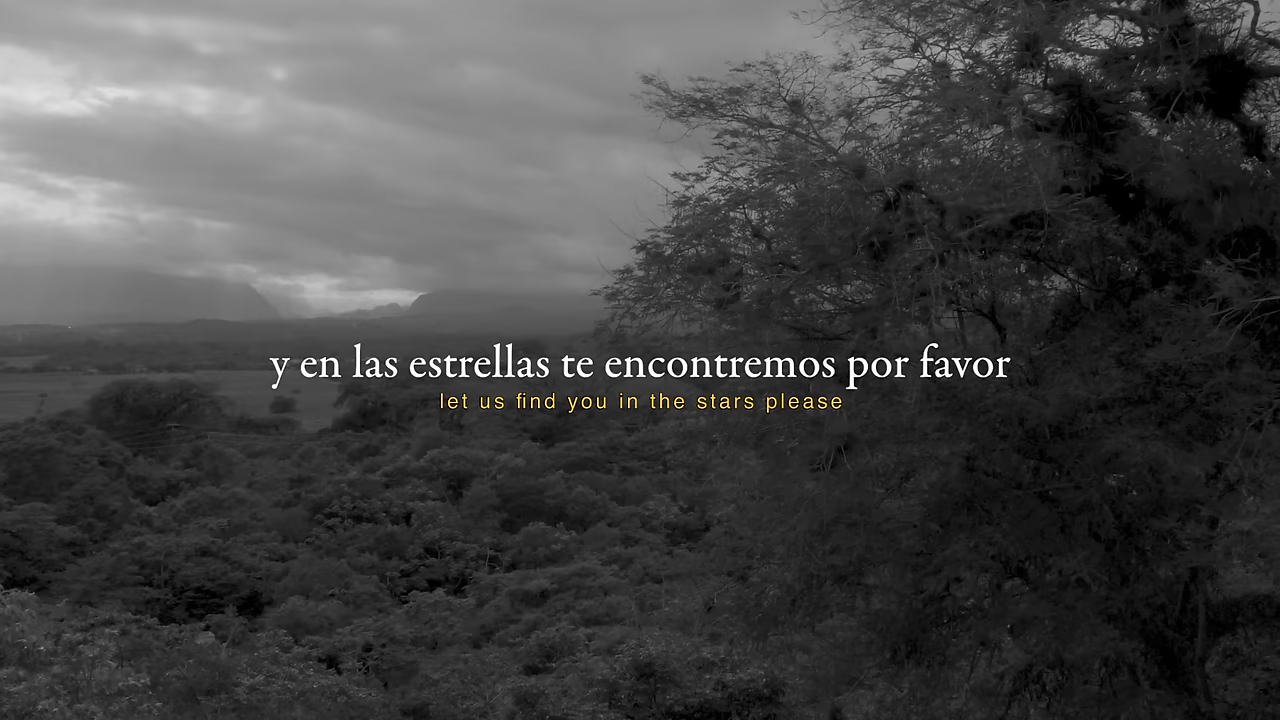 y en las estrellas te encontremos por favor
let us find you in the stars please